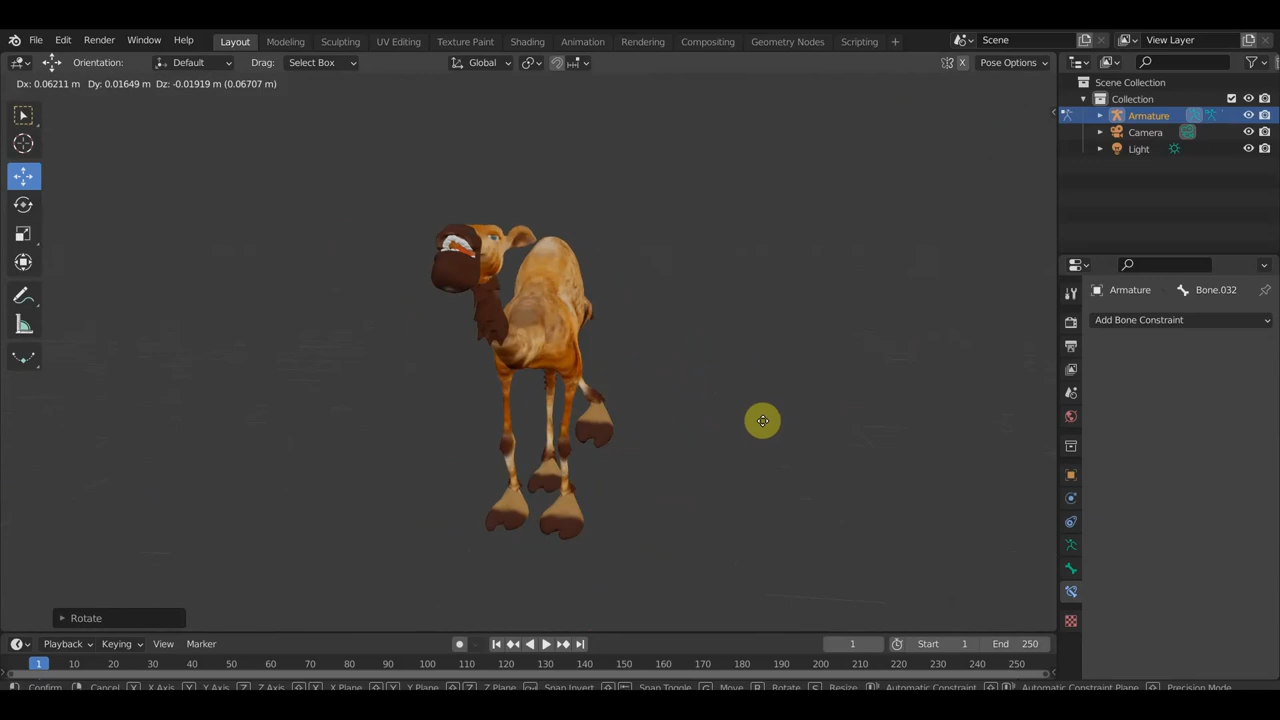 File Edit Render Window Help Layout Modeling Sculpting UV Editing Texture Paint Shading Animation Rendering Compositing Geometry Nodes Scripting + Scene View Layer
Orientation: Default Drag: Select Box Global X Pose Options
Dx: 0.06211 m Dy: 0.01649 m Dz: -0.01919 m (0.06707 m)
Scene Collection
Collection
Armature
Camera
Light
Armature Bone.032
Add Bone Constraint
Rotate
Playback Keying View Marker 1 Start 1 End 250
1 10 20 30 40 50 60 70 80 90 100 110 120 130 140 150 160 170 180 190 200 210 220 230 240 250
Confirm Cancel X X Axis Y Y Axis Z Z Axis X X Plane Y Y Plane Z Z Plane Snap Invert Snap Toggle G Move R Rotate S Resize Automatic Constraint Automatic Constraint Plane Precision Mode